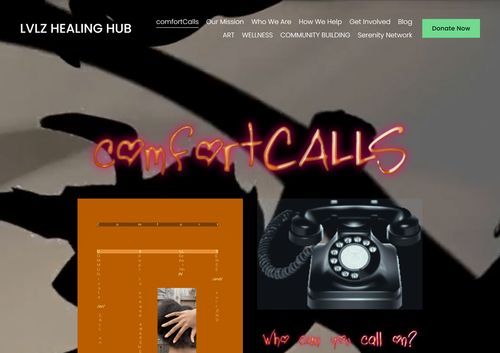 LVLZ HEALING HUB
comfortCalls Our Mission Who We Are How We Help Get Involved Blog
ART WELLNESS COMMUNITY BUILDING Serenity Network
Donate Now
comfortCALLS
Who can you call on?